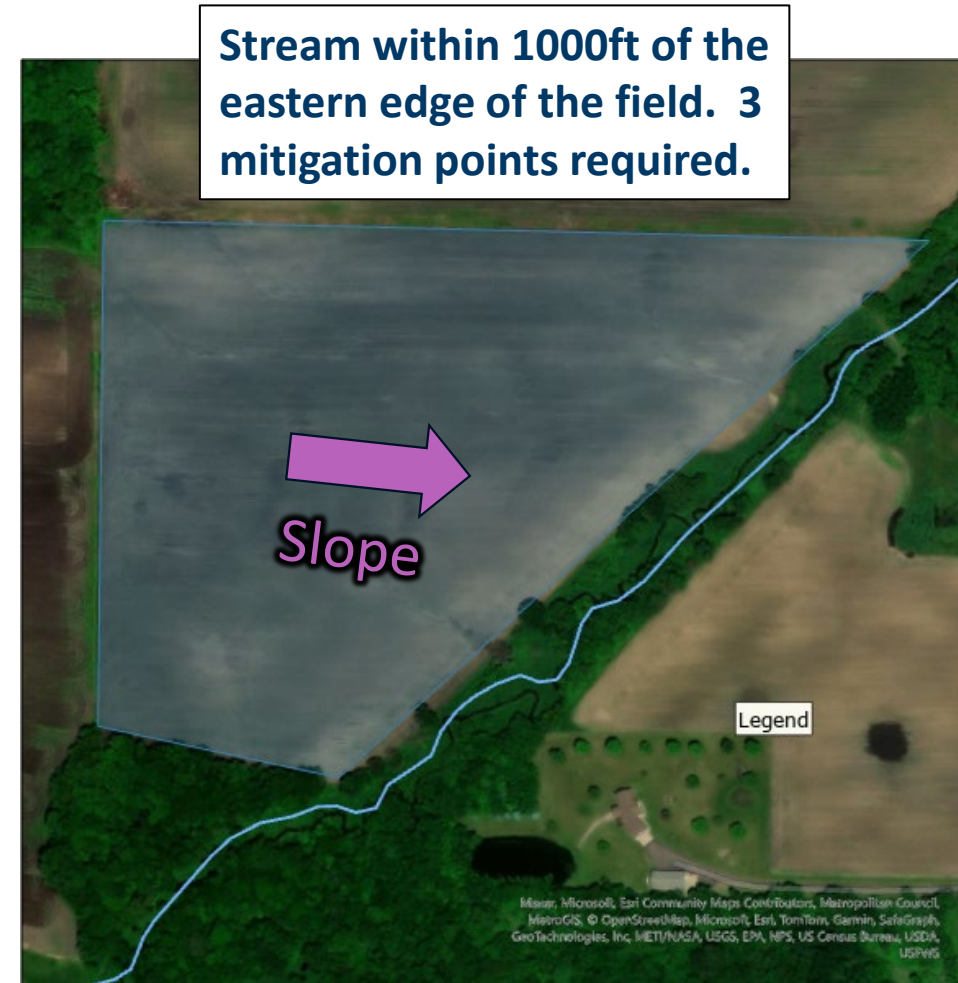 Stream within 1000ft of the
eastern edge of the field.  3
mitigation points required.
Slope
Legend
Maxar, Microsoft, Esri Community Maps Contributors, Metropolitan Council,
MetroGIS, © OpenStreetMap, Microsoft, Esri, TomTom, Garmin, SafeGraph,
GeoTechnologies, Inc, METI/NASA, USGS, EPA, NPS, US Census Bureau, USDA,
USFWS